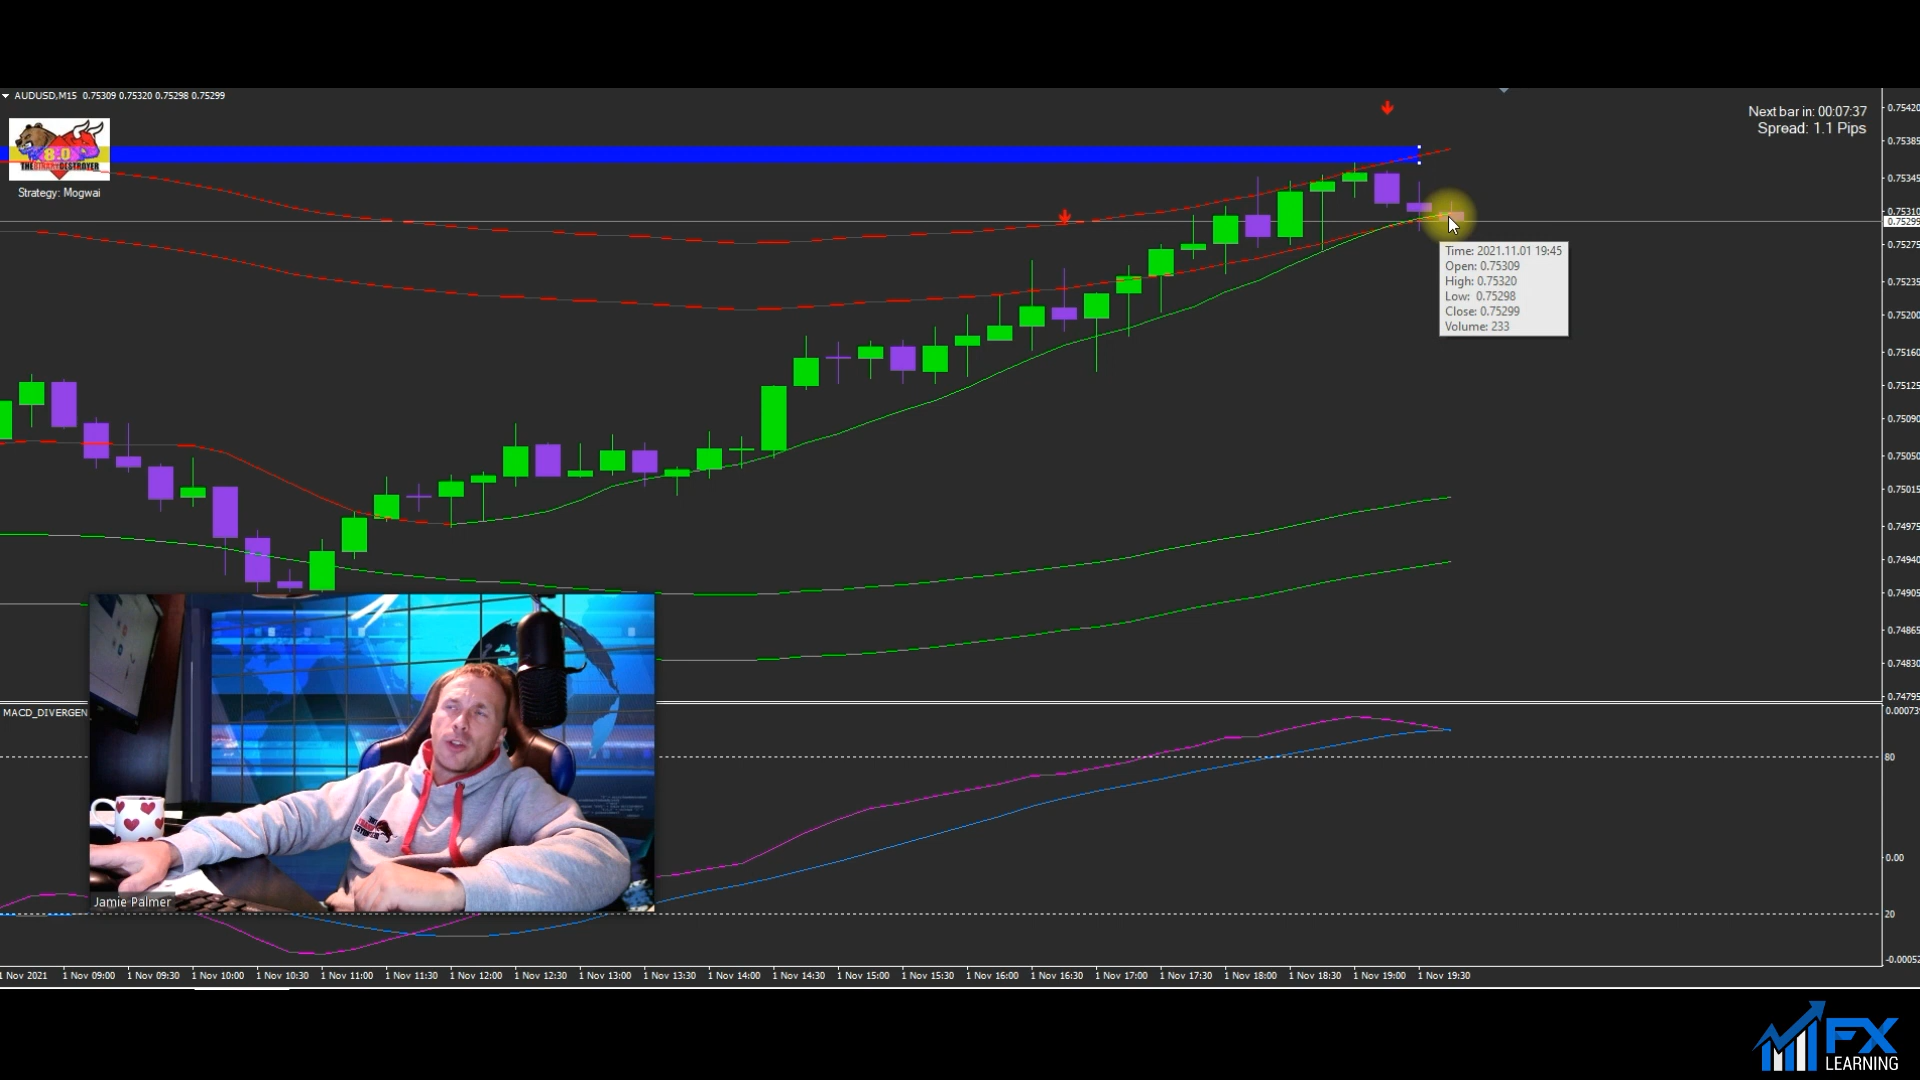 AUDUSD,M15 0.75309 0.75320 0.75298 0.75299
Next bar in: 00:07:37
Spread: 1.1 Pips
8.0
Strategy: Mogwai
Time: 2021.11.01 19:45
Open: 0.75309
High: 0.75320
Low: 0.75298
Close: 0.75299
Volume: 233
0.75420
0.75385
0.75345
0.75310
0.75299
0.75275
0.75235
0.75200
0.75160
0.75125
0.75090
0.75050
0.75015
0.74975
0.74940
0.74905
0.74865
0.74830
0.74795
MACD_DIVERGEN
0.00073
80
0.00
20
-0.00052
Jamie Palmer
1 Nov 2021 1 Nov 09:00 1 Nov 09:30 1 Nov 10:00 1 Nov 10:30 1 Nov 11:00 1 Nov 11:30 1 Nov 12:00 1 Nov 12:30 1 Nov 13:00 1 Nov 13:30 1 Nov 14:00 1 Nov 14:30 1 Nov 15:00 1 Nov 15:30 1 Nov 16:00 1 Nov 16:30 1 Nov 17:00 1 Nov 17:30 1 Nov 18:00 1 Nov 18:30 1 Nov 19:00 1 Nov 19:30
FX
LEARNING